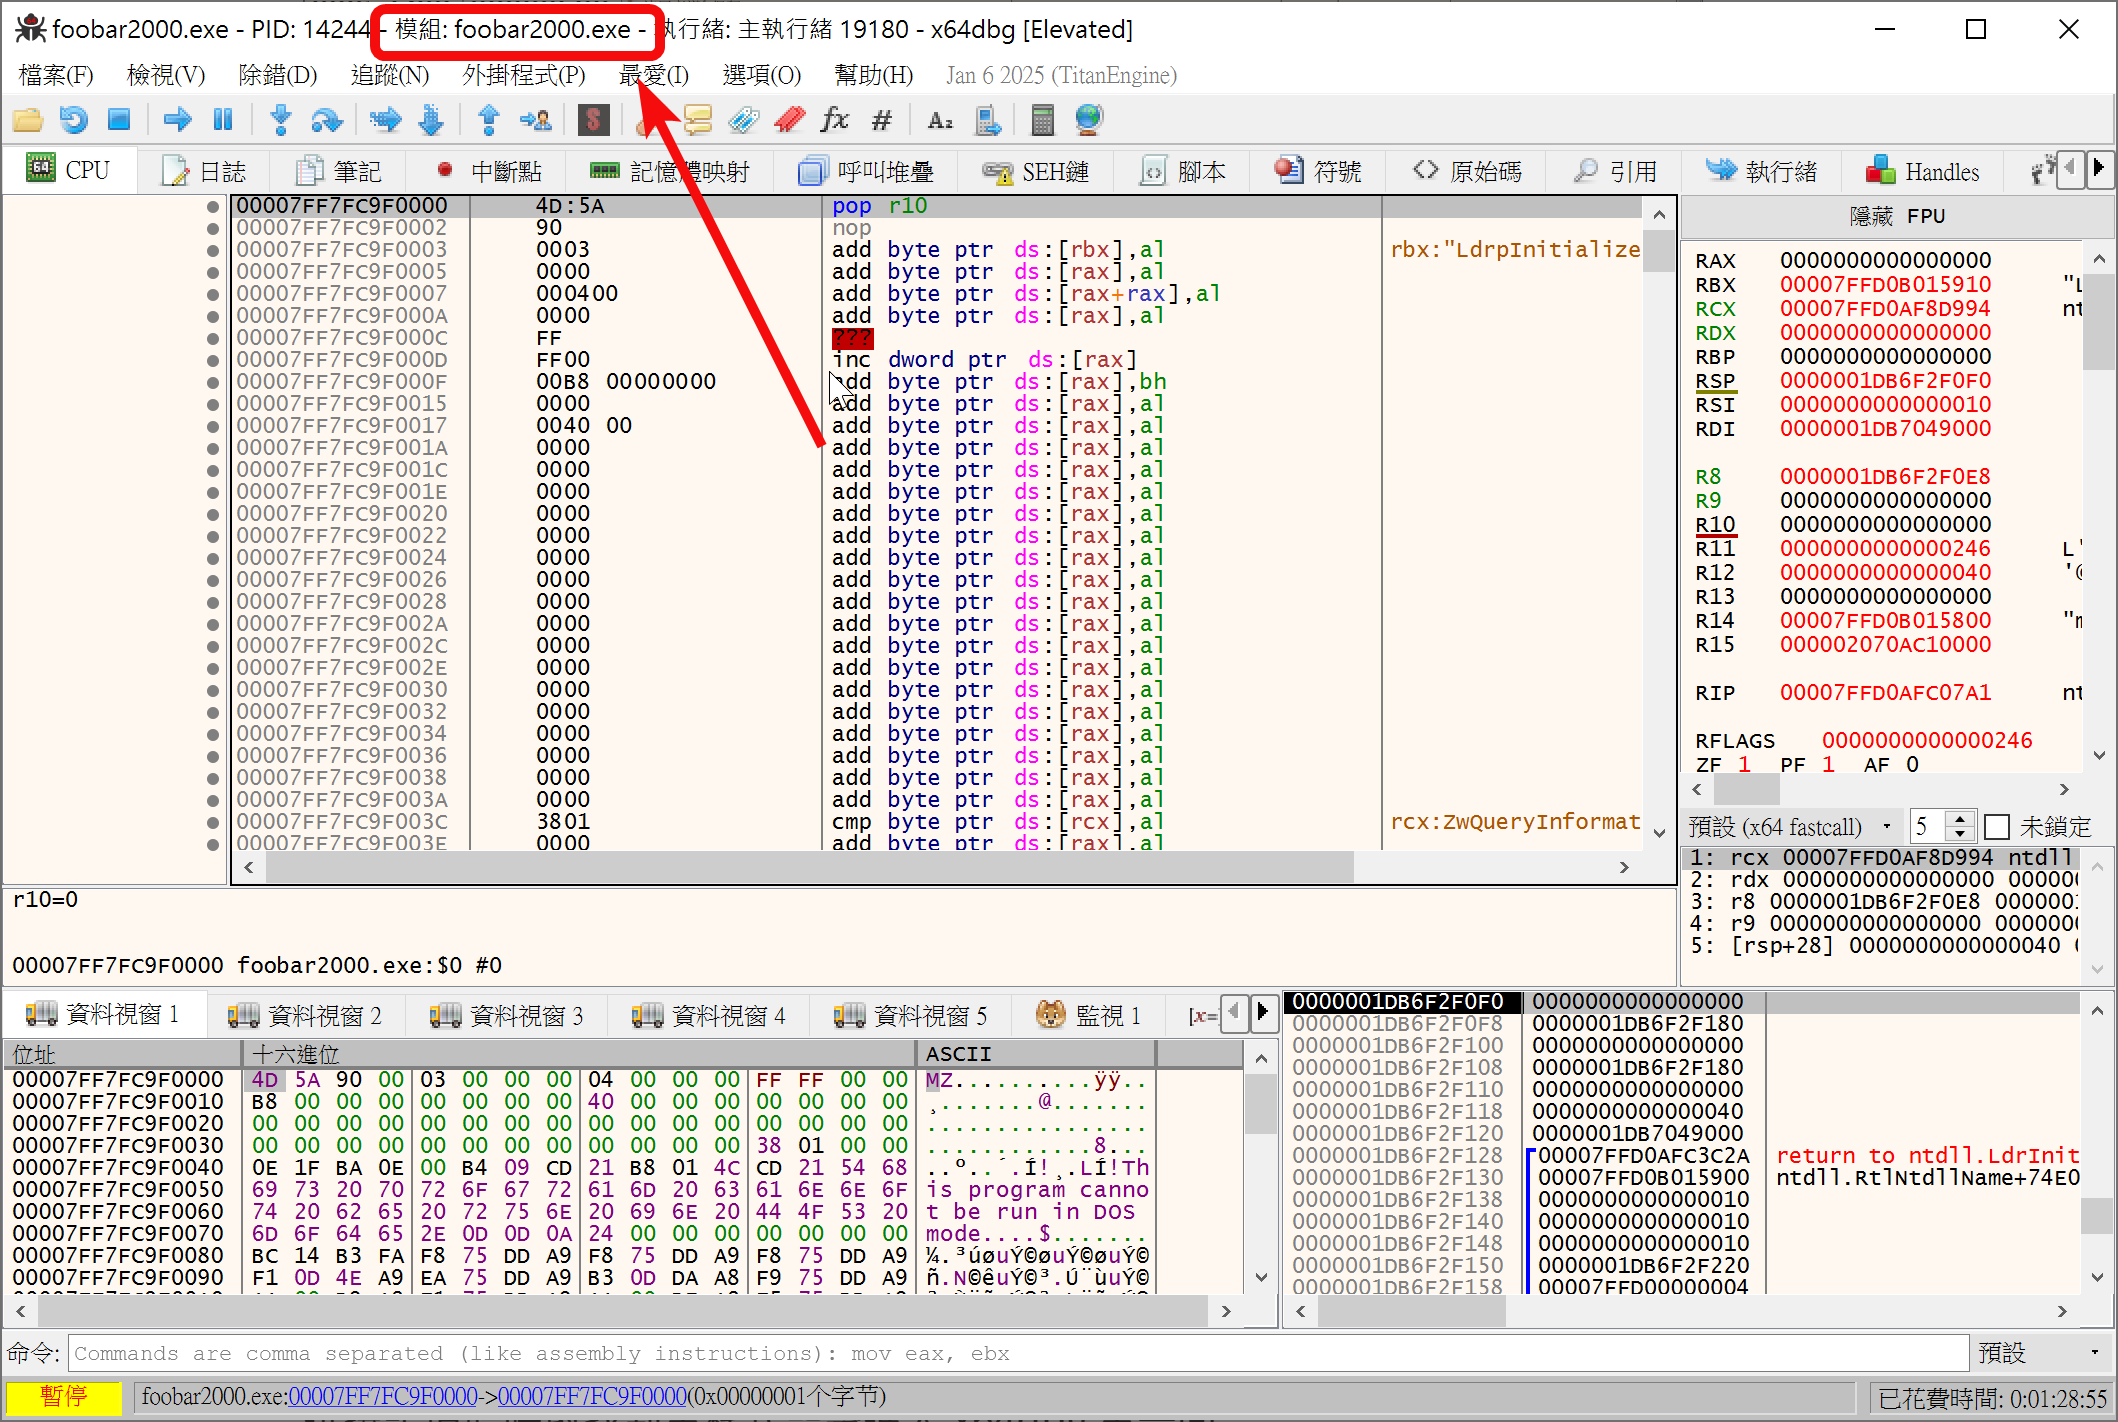 foobar2000.exe - PID: 14244 - 模組: foobar2000.exe - 執行緒: 主執行緒 19180 - x64dbg [Elevated]
檔案(F) 檢視(V) 除錯(D) 追蹤(N) 外掛程式(P) 最愛(I) 選項(O) 幫助(H) Jan 6 2025 (TitanEngine)
CPU 日誌 筆記 中斷點 記憶體映射 呼叫堆疊 SEH鏈 腳本 符號 原始碼 引用 執行緒 Handles
00007FF7FC9F0000 4D:5A pop r10
00007FF7FC9F0002 90 nop
00007FF7FC9F0003 0003 add byte ptr ds:[rbx],al rbx:"LdrpInitialize
00007FF7FC9F0005 0000 add byte ptr ds:[rax],al
00007FF7FC9F0007 000400 add byte ptr ds:[rax+rax],al
00007FF7FC9F000A 0000 add byte ptr ds:[rax],al
00007FF7FC9F000C FF ???
00007FF7FC9F000D FF00 inc dword ptr ds:[rax]
00007FF7FC9F000F 00B8 00000000 add byte ptr ds:[rax],bh
00007FF7FC9F0015 0000 add byte ptr ds:[rax],al
00007FF7FC9F0017 0040 00 add byte ptr ds:[rax],al
00007FF7FC9F001A 0000 add byte ptr ds:[rax],al
00007FF7FC9F001C 0000 add byte ptr ds:[rax],al
00007FF7FC9F001E 0000 add byte ptr ds:[rax],al
00007FF7FC9F0020 0000 add byte ptr ds:[rax],al
00007FF7FC9F0022 0000 add byte ptr ds:[rax],al
00007FF7FC9F0024 0000 add byte ptr ds:[rax],al
00007FF7FC9F0026 0000 add byte ptr ds:[rax],al
00007FF7FC9F0028 0000 add byte ptr ds:[rax],al
00007FF7FC9F002A 0000 add byte ptr ds:[rax],al
00007FF7FC9F002C 0000 add byte ptr ds:[rax],al
00007FF7FC9F002E 0000 add byte ptr ds:[rax],al
00007FF7FC9F0030 0000 add byte ptr ds:[rax],al
00007FF7FC9F0032 0000 add byte ptr ds:[rax],al
00007FF7FC9F0034 0000 add byte ptr ds:[rax],al
00007FF7FC9F0036 0000 add byte ptr ds:[rax],al
00007FF7FC9F0038 0000 add byte ptr ds:[rax],al
00007FF7FC9F003A 0000 add byte ptr ds:[rax],al
00007FF7FC9F003C 3801 cmp byte ptr ds:[rcx],al rcx:ZwQueryInformat
00007FF7FC9F003E 0000 add byte ptr ds:[rax],al
隱藏 FPU
RAX 0000000000000000
RBX 00007FFD0B015910 "L
RCX 00007FFD0AF8D994 nt
RDX 0000000000000000
RBP 0000000000000000
RSP 0000001DB6F2F0F0
RSI 0000000000000010
RDI 0000001DB7049000
R8 0000001DB6F2F0E8
R9 0000000000000000
R10 0000000000000000
R11 0000000000000246 L'
R12 0000000000000040 '@
R13 0000000000000000
R14 00007FFD0B015800 "m
R15 000002070AC10000
RIP 00007FFD0AFC07A1 nt
RFLAGS 0000000000000246
ZF 1 PF 1 AF 0
預設 (x64 fastcall) 5 未鎖定
1: rcx 00007FFD0AF8D994 ntdll
2: rdx 0000000000000000 00000
3: r8 0000001DB6F2F0E8 000000
4: r9 0000000000000000 000000
5: [rsp+28] 0000000000000040
r10=0
00007FF7FC9F0000 foobar2000.exe:$0 #0
資料視窗 1 資料視窗 2 資料視窗 3 資料視窗 4 資料視窗 5 監視 1 [x=
位址 十六進位 ASCII
00007FF7FC9F0000 4D 5A 90 00 03 00 00 00 04 00 00 00 FF FF 00 00 MZ..........ÿÿ..
00007FF7FC9F0010 B8 00 00 00 00 00 00 00 40 00 00 00 00 00 00 00 ¸.......@.......
00007FF7FC9F0020 00 00 00 00 00 00 00 00 00 00 00 00 00 00 00 00 ................
00007FF7FC9F0030 00 00 00 00 00 00 00 00 00 00 00 00 38 01 00 00 ............8...
00007FF7FC9F0040 0E 1F BA 0E 00 B4 09 CD 21 B8 01 4C CD 21 54 68 ..º..´.Í!¸.LÍ!Th
00007FF7FC9F0050 69 73 20 70 72 6F 67 72 61 6D 20 63 61 6E 6E 6F is program canno
00007FF7FC9F0060 74 20 62 65 20 72 75 6E 20 69 6E 20 44 4F 53 20 t be run in DOS
00007FF7FC9F0070 6D 6F 64 65 2E 0D 0D 0A 24 00 00 00 00 00 00 00 mode....$.......
00007FF7FC9F0080 BC 14 B3 FA F8 75 DD A9 F8 75 DD A9 F8 75 DD A9 ¼.³úøuÝ©øuÝ©øuÝ©
00007FF7FC9F0090 F1 0D 4E A9 EA 75 DD A9 B3 0D DA A8 F9 75 DD A9 ñ.N©êuÝ©³.Ú¨ùuÝ©
0000001DB6F2F0F0 0000000000000000
0000001DB6F2F0F8 0000001DB6F2F180
0000001DB6F2F100 0000000000000000
0000001DB6F2F108 0000001DB6F2F180
0000001DB6F2F110 0000000000000000
0000001DB6F2F118 0000000000000040
0000001DB6F2F120 0000001DB7049000
0000001DB6F2F128 00007FFD0AFC3C2A return to ntdll.LdrInit
0000001DB6F2F130 00007FFD0B015900 ntdll.RtlNtdllName+74E0
0000001DB6F2F138 0000000000000010
0000001DB6F2F140 0000000000000010
0000001DB6F2F148 0000000000000010
0000001DB6F2F150 0000001DB6F2F220
0000001DB6F2F158 00007FFD00000004
命令: Commands are comma separated (like assembly instructions): mov eax, ebx 預設
暫停 foobar2000.exe:00007FF7FC9F0000->00007FF7FC9F0000(0x00000001个字节) 已花費時間: 0:01:28:55